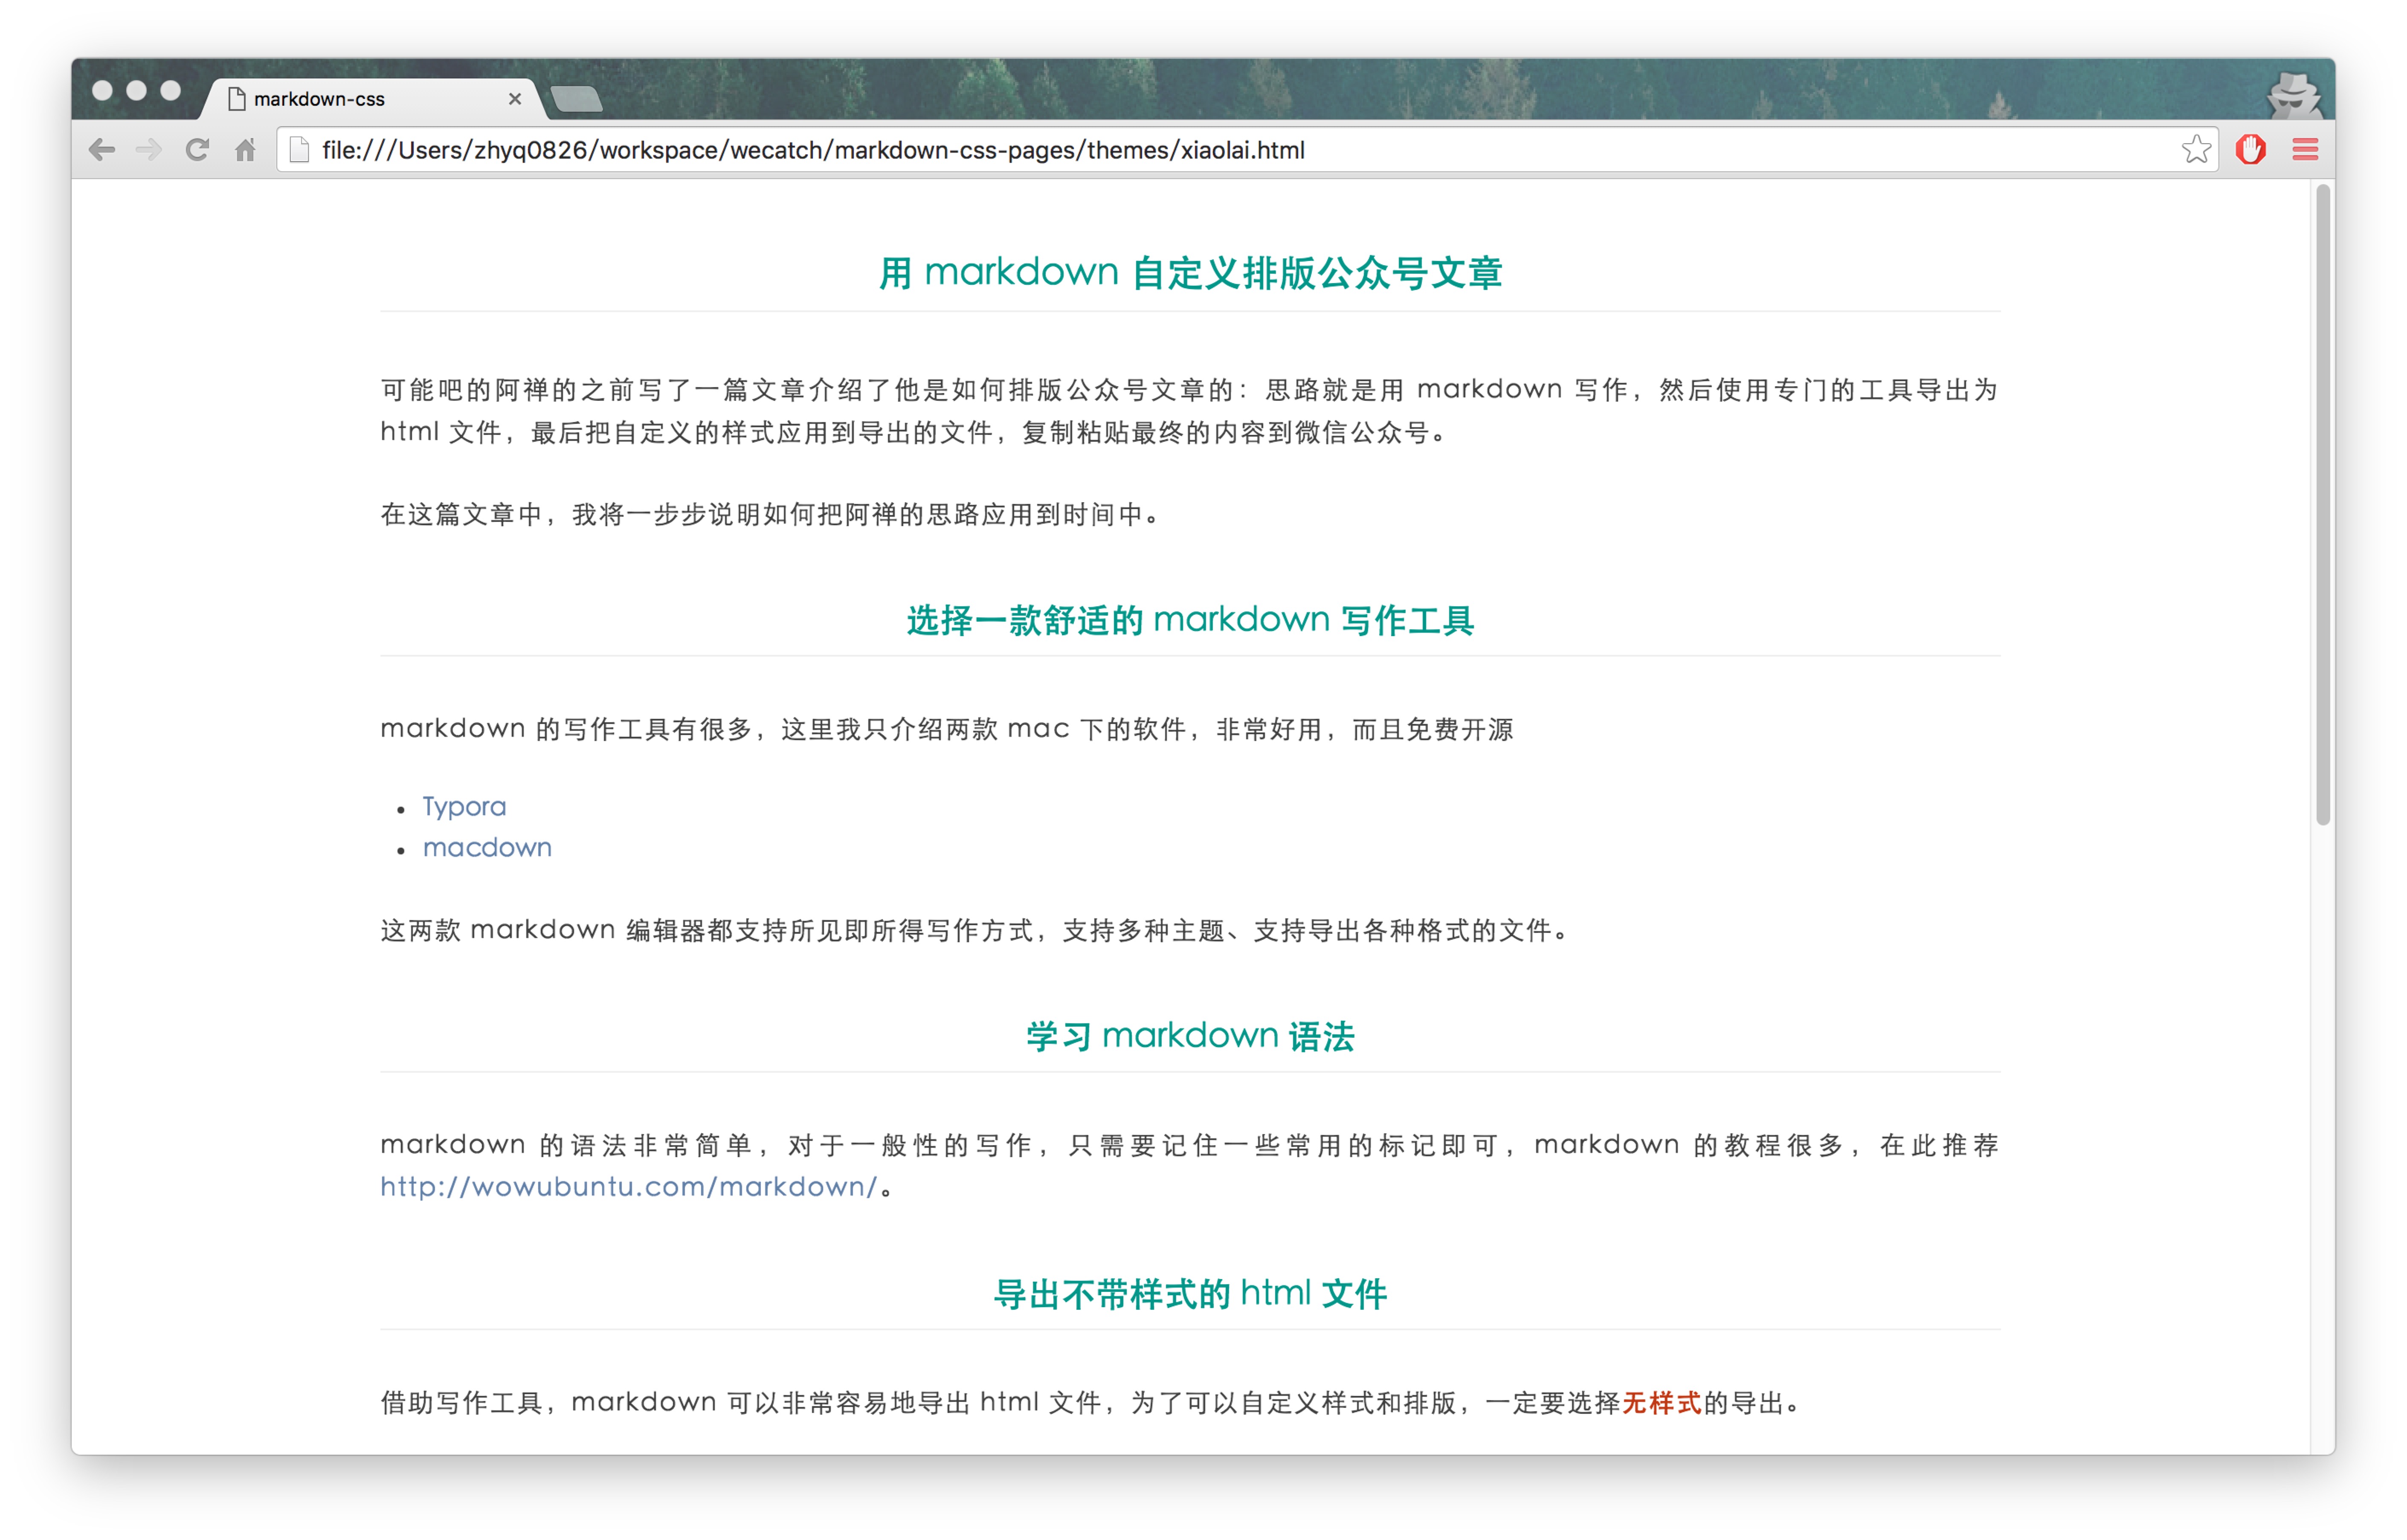 markdown-css
file:///Users/zhyq0826/workspace/wecatch/markdown-css-pages/themes/xiaolai.html
用 markdown 自定义排版公众号文章
可能吧的阿禅的之前写了一篇文章介绍了他是如何排版公众号文章的：思路就是用 markdown 写作，然后使用专门的工具导出为
html 文件，最后把自定义的样式应用到导出的文件，复制粘贴最终的内容到微信公众号。
在这篇文章中，我将一步步说明如何把阿禅的思路应用到时间中。
选择一款舒适的 markdown 写作工具
markdown 的写作工具有很多，这里我只介绍两款 mac 下的软件，非常好用，而且免费开源
• Typora
• macdown
这两款 markdown 编辑器都支持所见即所得写作方式，支持多种主题、支持导出各种格式的文件。
学习 markdown 语法
markdown 的语法非常简单，对于一般性的写作，只需要记住一些常用的标记即可，markdown 的教程很多，在此推荐
http://wowubuntu.com/markdown/。
导出不带样式的 html 文件
借助写作工具，markdown 可以非常容易地导出 html 文件，为了可以自定义样式和排版，一定要选择无样式的导出。